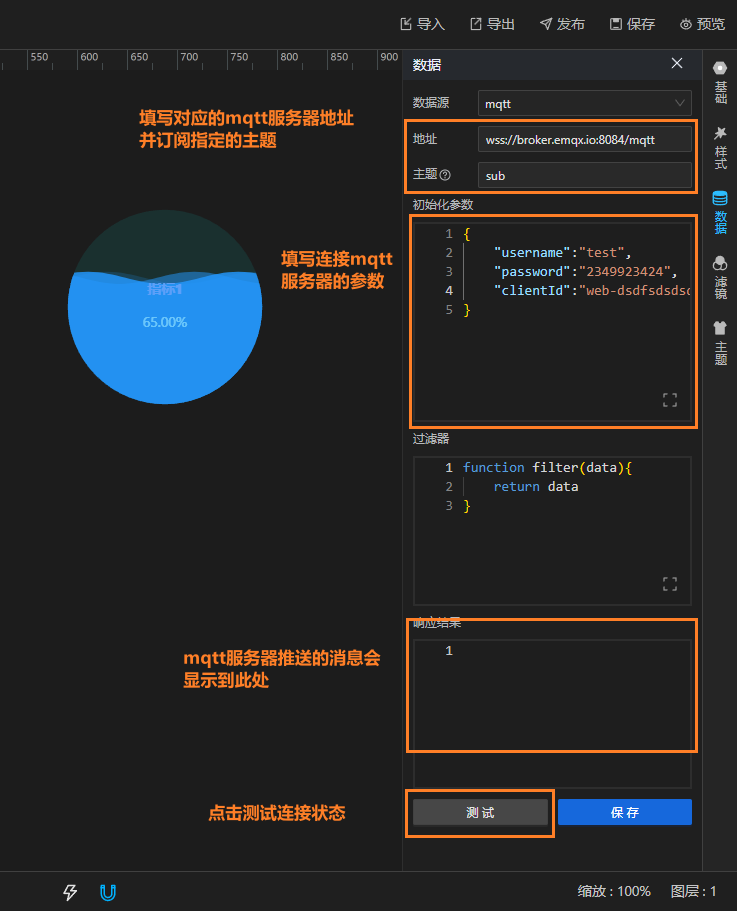 导入 导出 发布 保存 预览
550 600 650 700 750 800 850 900
数据
基础
样式
数据
滤镜
主题
填写对应的mqtt服务器地址
并订阅指定的主题
数据源 mqtt
地址 wss://broker.emqx.io:8084/mqtt
主题 sub
初始化参数
填写连接mqtt
服务器的参数
1 {
2 "username":"test",
3 "password":"2349923424",
4 "clientId":"web-dsdfsdsdsd
5 }
指标1
65.00%
过滤器
1 function filter(data){
2 return data
3 }
响应结果
1
mqtt服务器推送的消息会
显示到此处
点击测试连接状态
测 试 保 存
缩放 : 100% 图层 : 1